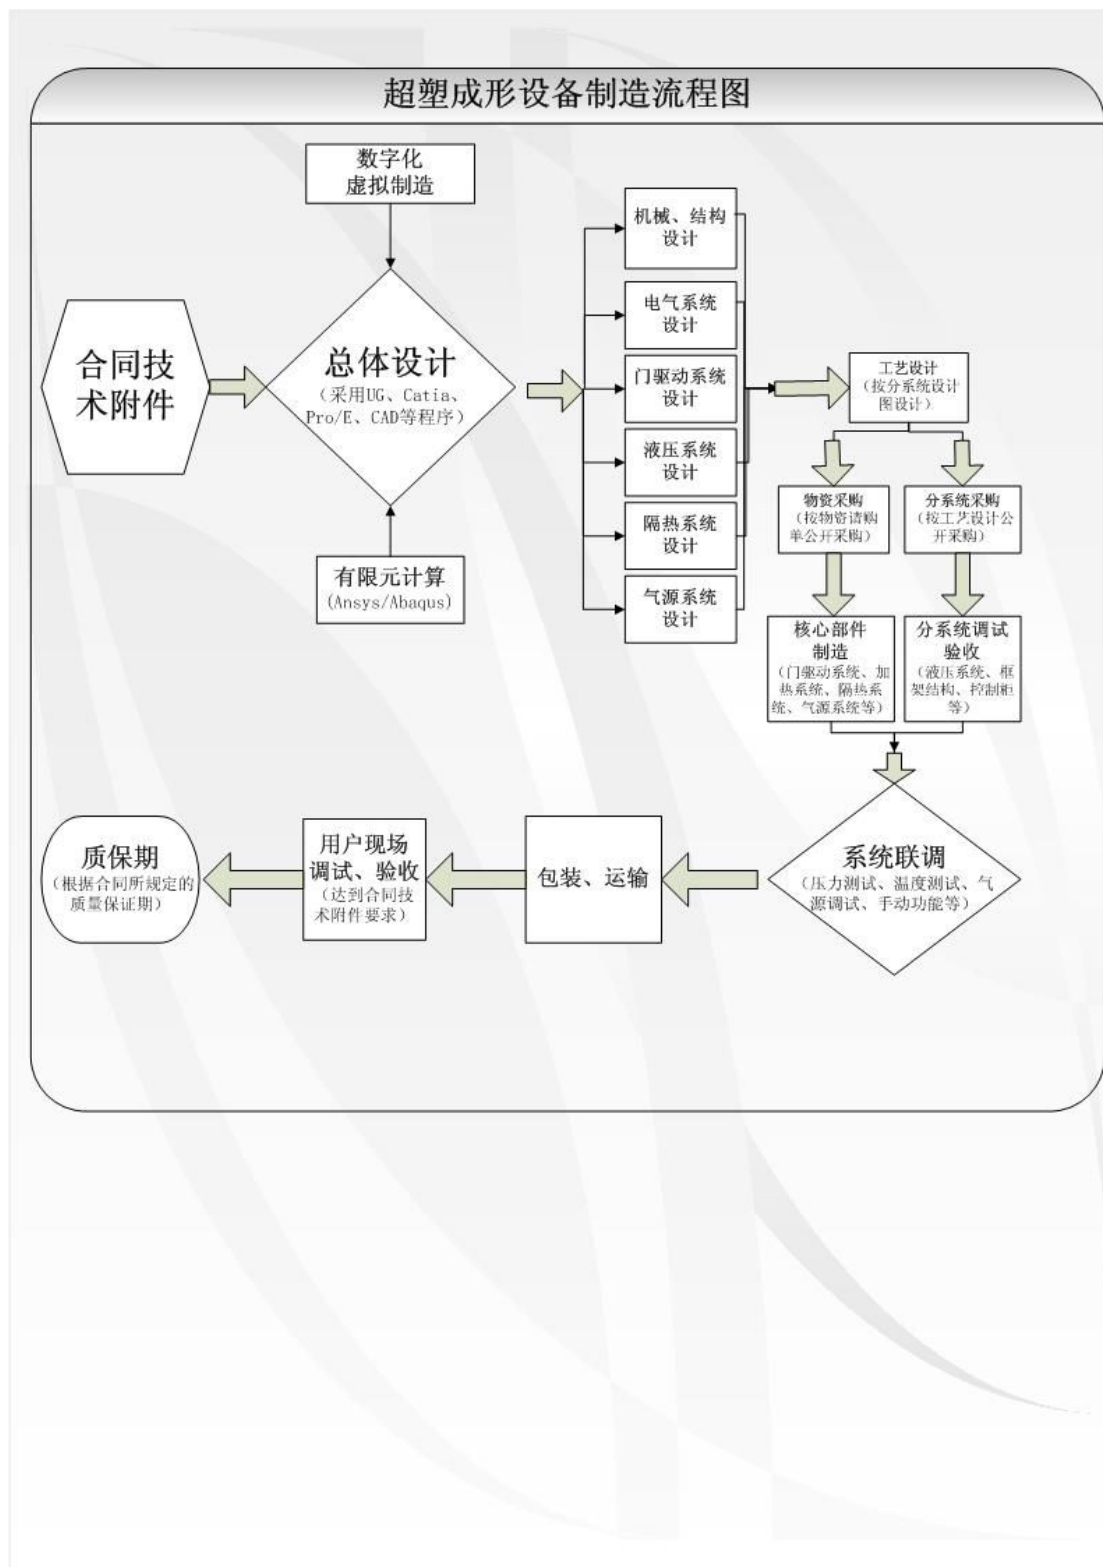 超塑成形设备制造流程图
数字化
虚拟制造
合同技
术附件
总体设计
（采用UG、Catia、
Pro/E、CAD等程序）
有限元计算
(Ansys/Abaqus)
机械、结构
设计
电气系统
设计
门驱动系统
设计
液压系统
设计
隔热系统
设计
气源系统
设计
工艺设计
（按分系统设计
图设计）
物资采购
（按物资请购
单公开采购）
分系统采购
（按工艺设计公
开采购）
核心部件
制造
（门驱动系统、加
热系统、隔热系
统、气源系统等）
分系统调试
验收
（液压系统、框
架结构、控制柜
等）
系统联调
（压力测试、温度测试、气
源调试、手动功能等）
包装、运输
用户现场
调试、验收
（达到合同技
术附件要求）
质保期
（根据合同所规定的
质量保证期）